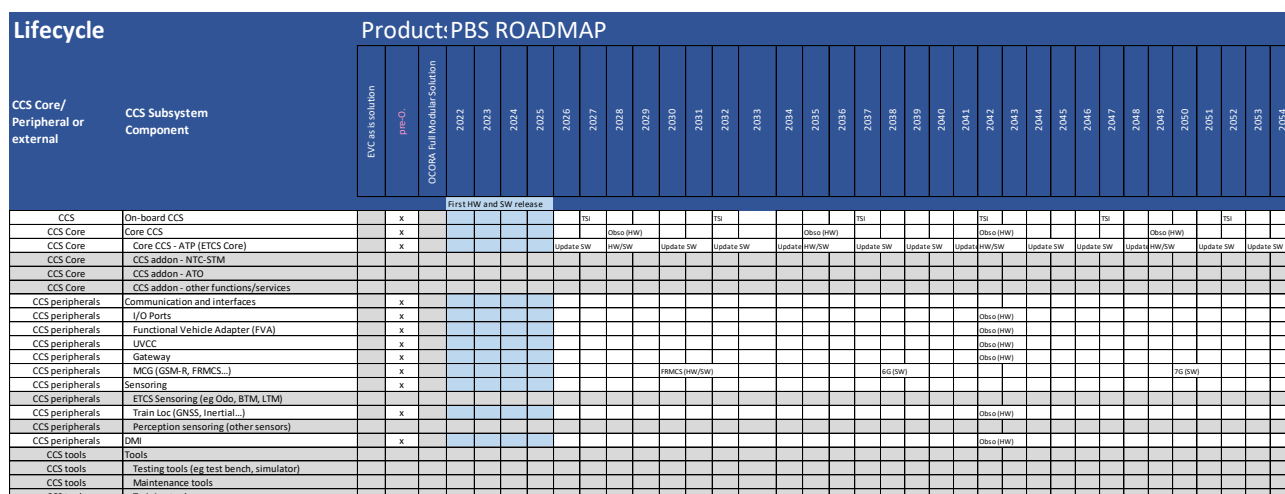 Lifecycle Product: PBS ROADMAP
CCS Core/ Peripheral or external CCS Subsystem Component EVC as is solution pre-O. OCORA Full Modular Solution 2022 2023 2024 2025 2026 2027 2028 2029 2030 2031 2032 2033 2034 2035 2036 2037 2038 2039 2040 2041 2042 2043 2044 2045 2046 2047 2048 2049 2050 2051 2052 2053 2054
First HW and SW release
CCS On-board CCS x TSI TSI TSI TSI TSI TSI
CCS Core Core CCS x Obso (HW) Obso (HW) Obso (HW) Obso (HW)
CCS Core Core CCS - ATP (ETCS Core) x Update SW HW/SW Update SW Update SW Update HW/SW Update SW Update SW Updat HW/SW Update SW Update SW Updat HW/SW Update SW Update SW
CCS Core CCS addon - NTC-STM
CCS Core CCS addon - ATO
CCS Core CCS addon - other functions/services
CCS peripherals Communication and interfaces x
CCS peripherals I/O Ports x Obso (HW)
CCS peripherals Functional Vehicle Adapter (FVA) x Obso (HW)
CCS peripherals UVCC x Obso (HW)
CCS peripherals Gateway x Obso (HW)
CCS peripherals MCG (GSM-R, FRMCS...) x FRMCS (HW/SW) 6G (SW) 7G (SW)
CCS peripherals Sensoring x
CCS peripherals ETCS Sensoring (eg Odo, BTM, LTM)
CCS peripherals Train Loc (GNSS, Inertial...) x Obso (HW)
CCS peripherals Perception sensoring (other sensors)
CCS peripherals DMI x Obso (HW)
CCS tools Tools
CCS tools Testing tools (eg test bench, simulator)
CCS tools Maintenance tools